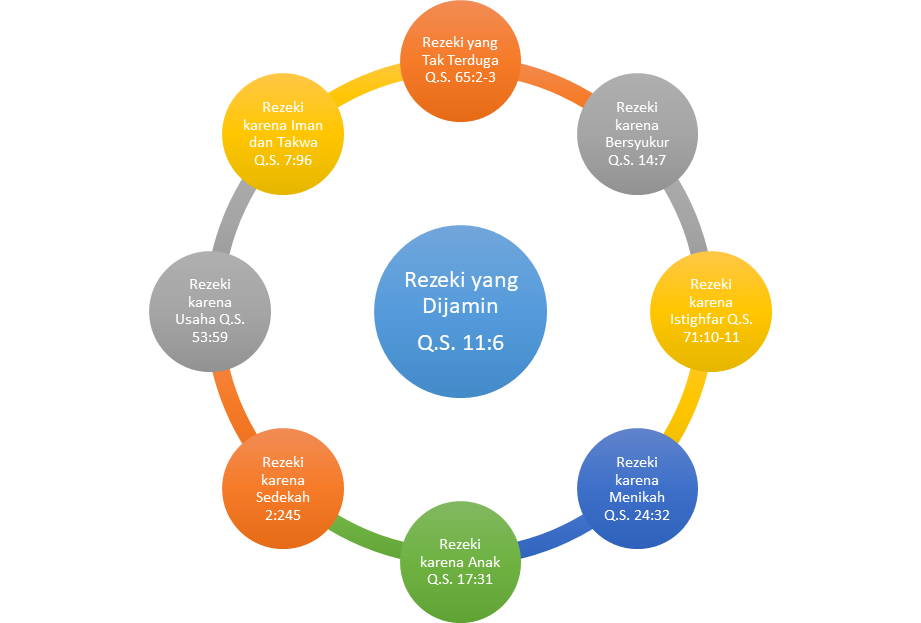 Rezeki yang
Dijamin
Q.S. 11:6
Rezeki yang
Tak Terduga
Q.S. 65:2-3
Rezeki
karena
Bersyukur
Q.S. 14:7
Rezeki
karena
Istighfar Q.S.
71:10-11
Rezeki
karena
Menikah
Q.S. 24:32
Rezeki
karena Anak
Q.S. 17:31
Rezeki
karena
Sedekah
2:245
Rezeki
karena
Usaha Q.S.
53:59
Rezeki
karena Iman
dan Takwa
Q.S. 7:96